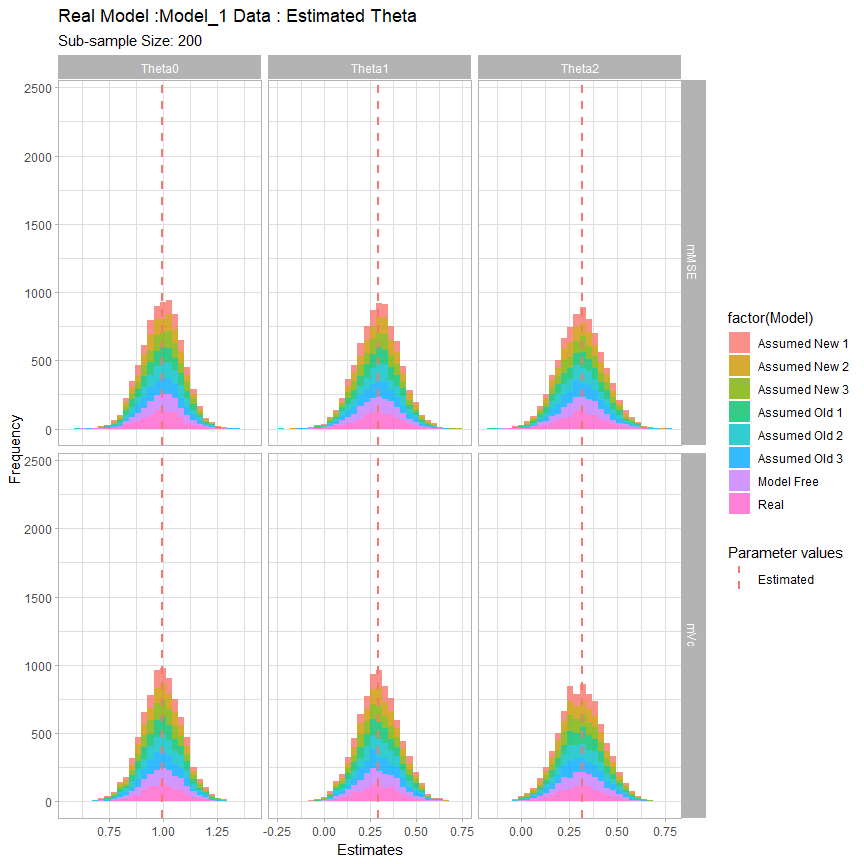 Real Model :Model_1 Data : Estimated Theta
Sub-sample Size: 200
Theta0
Theta1
Theta2
2500
2000
1500
1000
500
0
mMSE
2500
2000
1500
1000
500
0
mVc
Frequency
0.75
1.00
1.25
-0.25
0.00
0.25
0.50
0.75
0.00
0.25
0.50
0.75
Estimates
factor(Model)
Assumed New 1
Assumed New 2
Assumed New 3
Assumed Old 1
Assumed Old 2
Assumed Old 3
Model Free
Real
Parameter values
Estimated